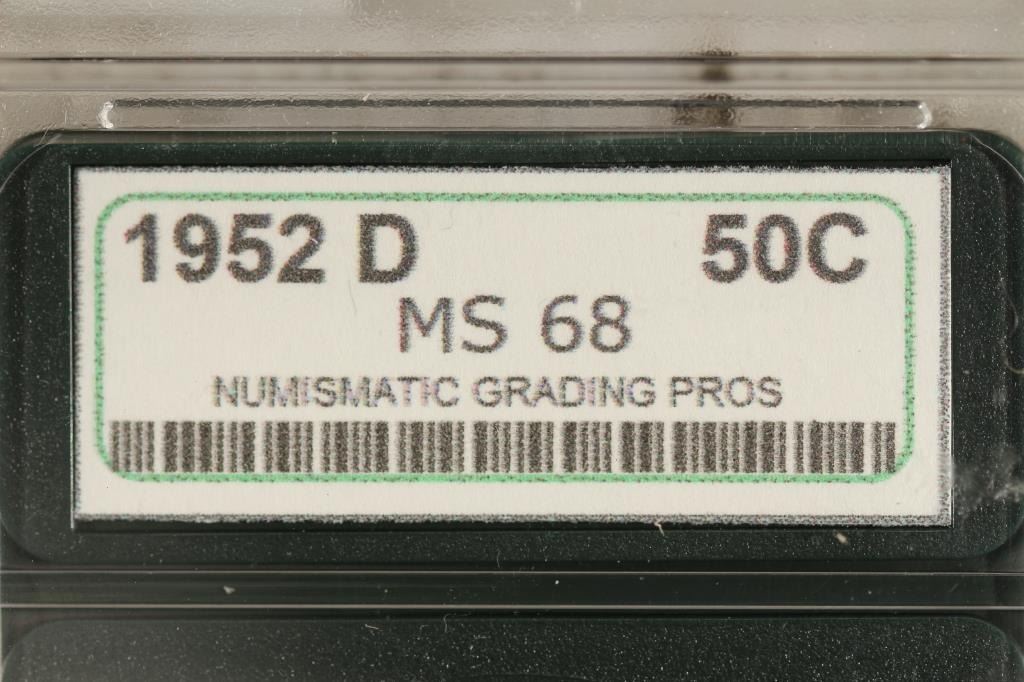 1952 D 50C
MS 68
NUMISMATIC GRADING PROS